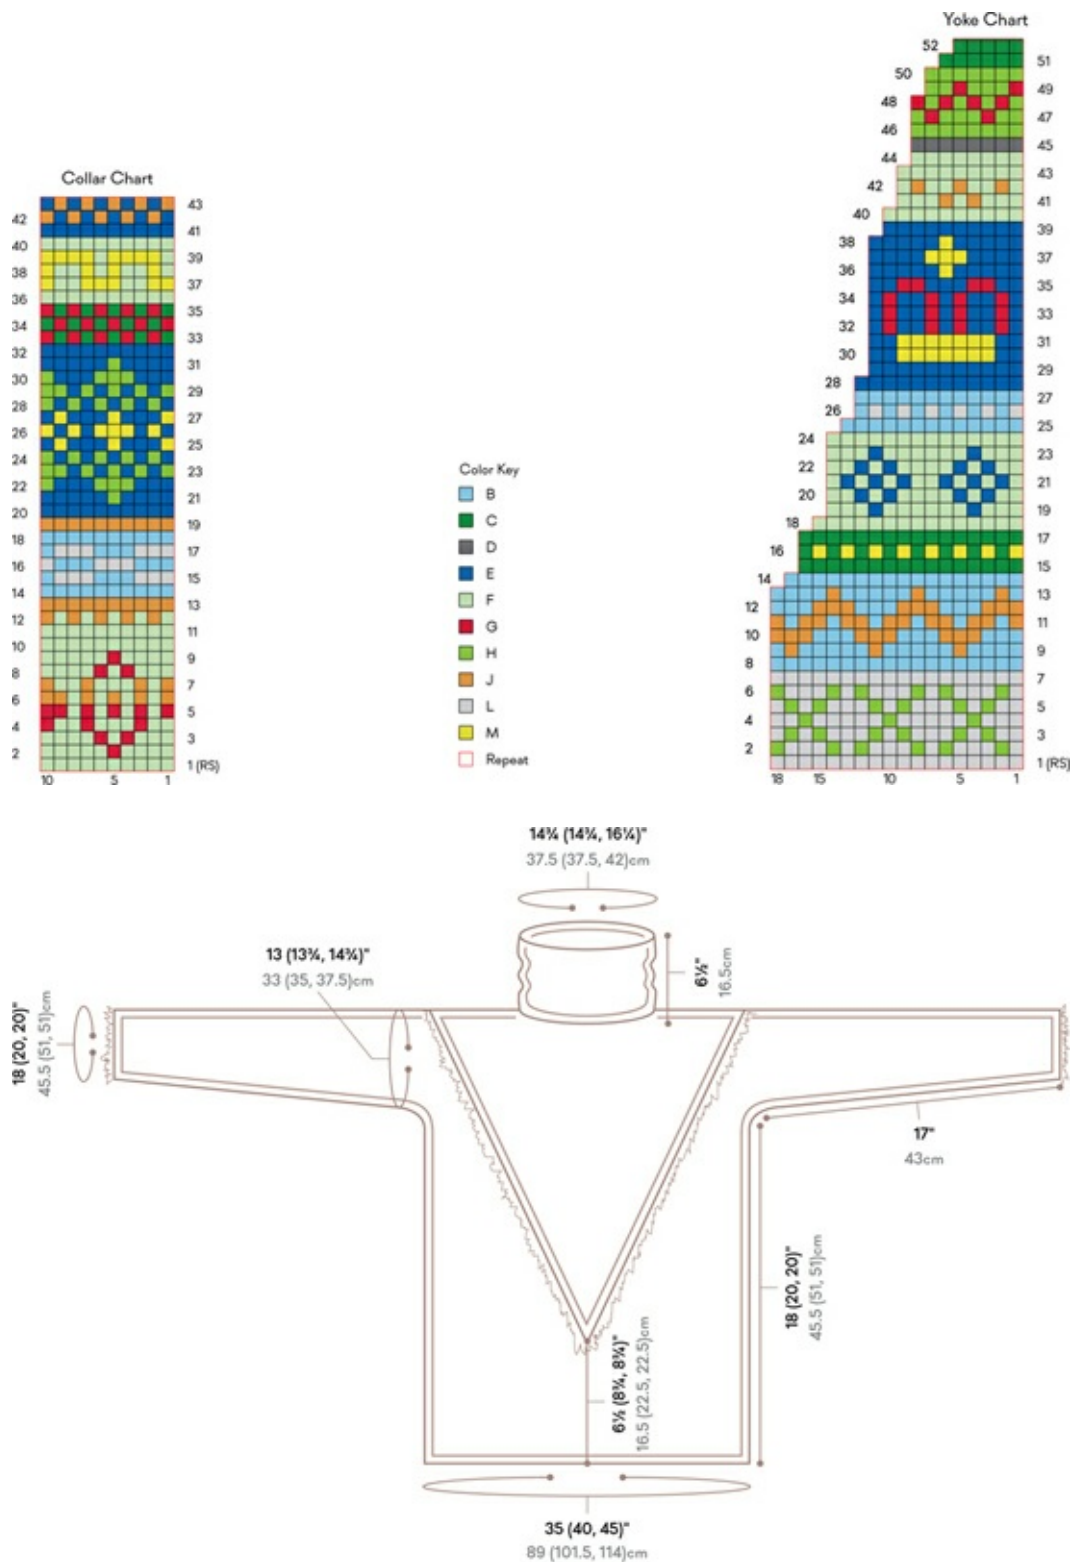 Yoke Chart
52
51
50
49
48
47
46
45
44
43
42
41
40
39
38
37
36
35
34
33
32
31
30
29
28
27
26
25
24
23
22
21
20
19
18
17
16
15
14
13
12
11
10
9
8
7
6
5
4
3
2
1 (RS)
18 15 10 5 1
Collar Chart
43
42
41
40
39
38
37
36
35
34
33
32
31
30
29
28
27
26
25
24
23
22
21
20
19
18
17
16
15
14
13
12
11
10
9
8
7
6
5
4
3
2
1 (RS)
10 5 1
Color Key
B
C
D
E
F
G
H
J
L
M
Repeat
14¾ (14¾, 16¼)"
37.5 (37.5, 42)cm
13 (13¾, 14¾)"
33 (35, 37.5)cm
6½"
16.5cm
18 (20, 20)"
45.5 (51, 51)cm
17"
43cm
18 (20, 20)"
45.5 (51, 51)cm
6½ (8¾, 8¾)"
16.5 (22.5, 22.5)cm
35 (40, 45)"
89 (101.5, 114)cm